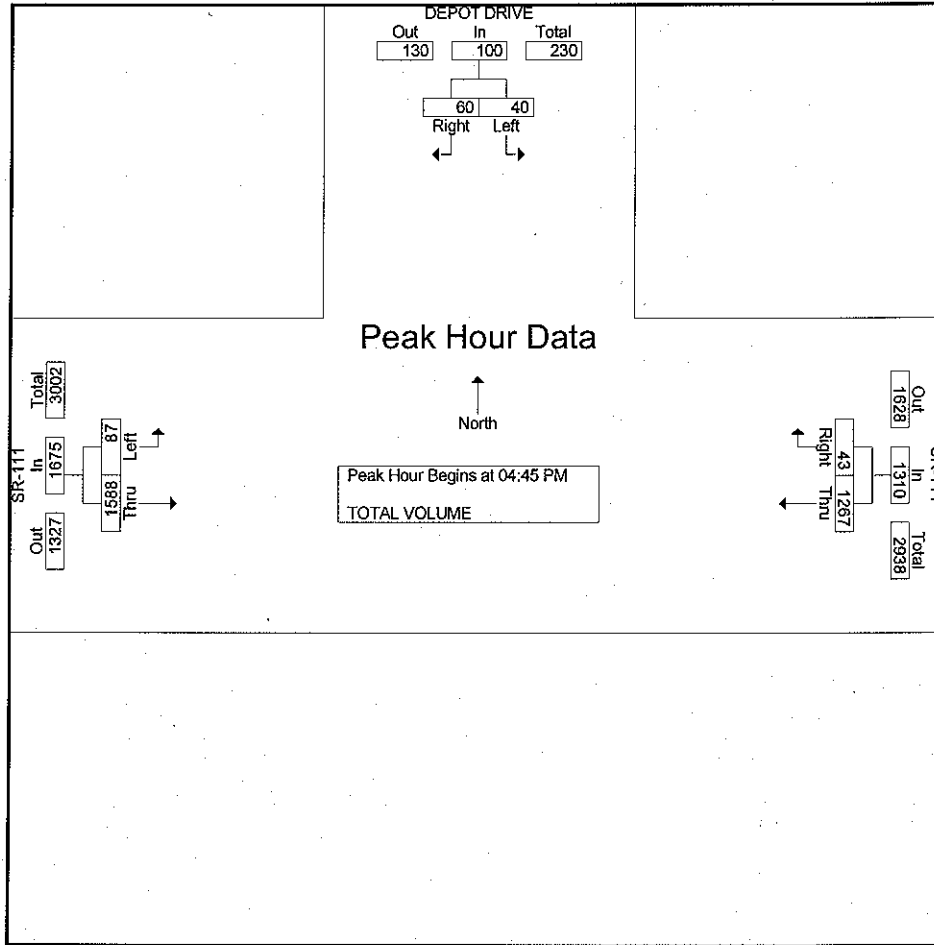 DEPOT DRIVE
Out In Total
130 100 230
60 40
Right Left
Peak Hour Data
North
Peak Hour Begins at 04:45 PM
TOTAL VOLUME
SR-111
Out In Total
1327 1675 3002
87 1588
Left Thru
Out In Total
1628 1310 2938
43 1267
Right Thru